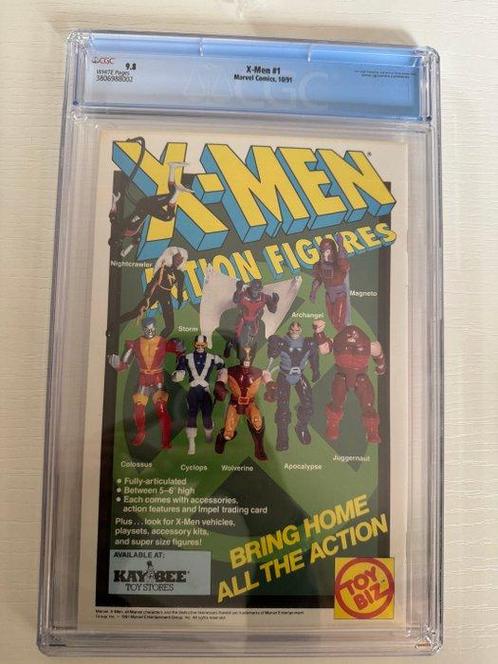 CGC
9.8
WHITE Pages
3806988002
X-Men #1
Marvel Comics, 10/91
X-MEN
ACTION FIGURES
Nightcrawler
Storm
Archangel
Magneto
Colossus
Cyclops
Wolverine
Apocalypse
Juggernaut
• Fully-articulated
• Between 5–6" high
• Each comes with accessories,
action features and Impel trading card
Plus... look for X-Men vehicles,
playsets, accessory kits,
and super size figures!
AVAILABLE AT:
KAY BEE
TOY STORES
BRING HOME
ALL THE ACTION
TOY
BIZ